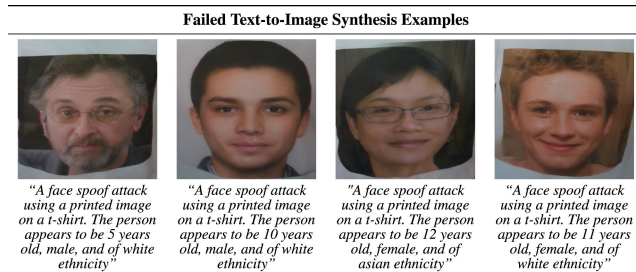 Failed Text-to-Image Synthesis Examples
“A face spoof attack
using a printed image
on a t-shirt. The person
appears to be 5 years
old, male, and of white
ethnicity”
“A face spoof attack
using a printed image
on a t-shirt. The person
appears to be 10 years
old, male, and of white
ethnicity”
"A face spoof attack
using a printed image
on a t-shirt. The person
appears to be 12 years
old, female, and of
asian ethnicity”
“A face spoof attack
using a printed image
on a t-shirt. The person
appears to be 11 years
old, female, and of
white ethnicity”